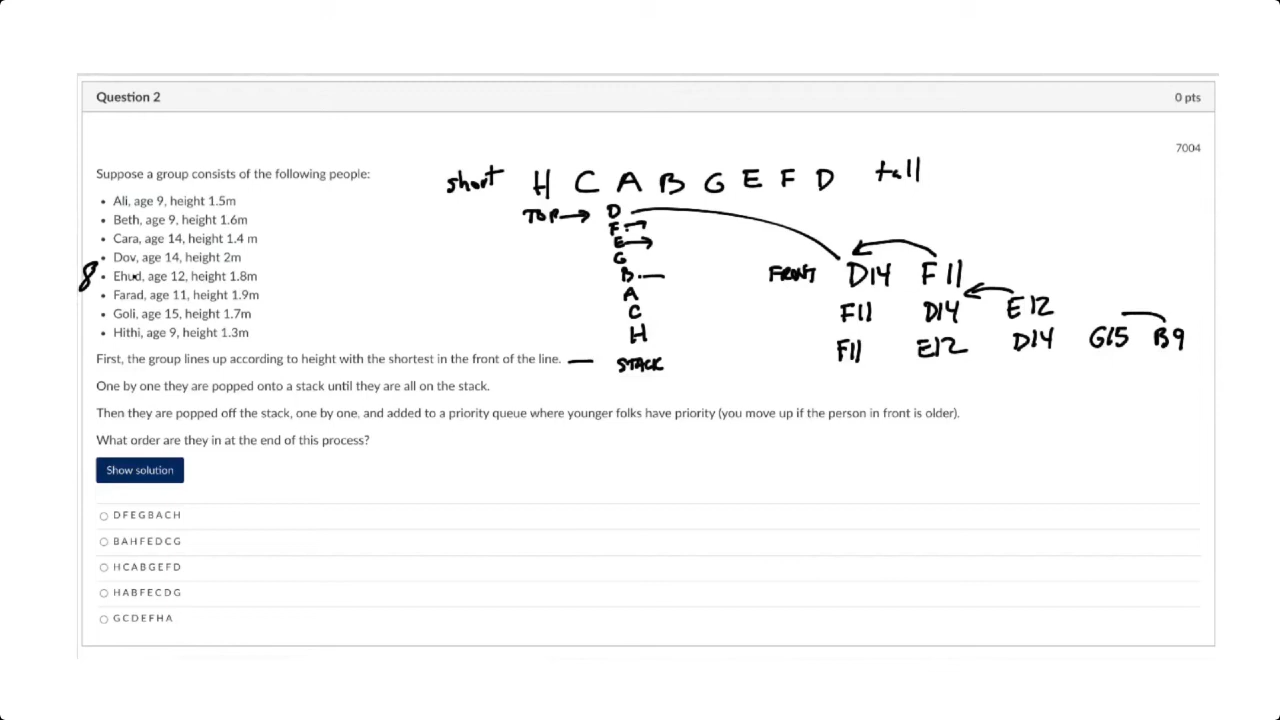 Question 2
0 pts
7004
Suppose a group consists of the following people:
short H C A B G E F D tall
• Ali, age 9, height 1.5m
TOP → D
• Beth, age 9, height 1.6m
F
• Cara, age 14, height 1.4 m
E
• Dov, age 14, height 2m
G
8
• Ehud, age 12, height 1.8m
B
FRONT D14 F11
• Farad, age 11, height 1.9m
A
• Goli, age 15, height 1.7m
C
F11 D14 E12
• Hithi, age 9, height 1.3m
H
F11 E12 D14 G15 B9
First, the group lines up according to height with the shortest in the front of the line.
STACK
One by one they are popped onto a stack until they are all on the stack.
Then they are popped off the stack, one by one, and added to a priority queue where younger folks have priority (you move up if the person in front is older).
What order are they in at the end of this process?
Show solution
D F E G B A C H
B A H F E D C G
H C A B G E F D
H A B F E C D G
G C D E F H A